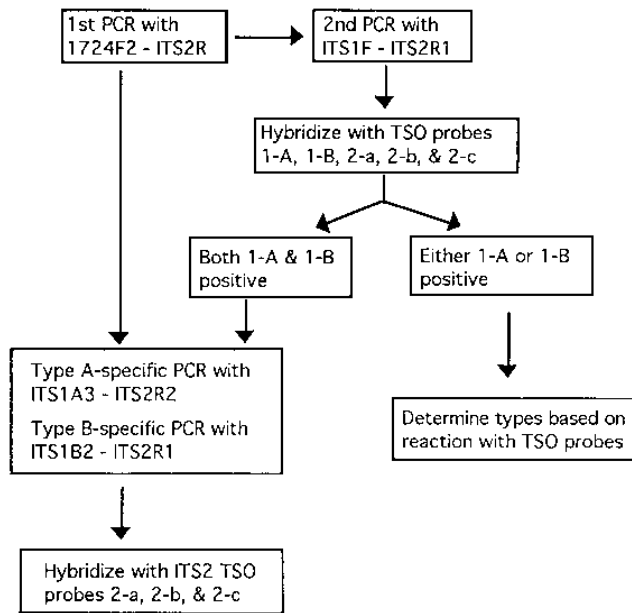 1st PCR with
1724F2 - ITS2R
2nd PCR with
ITS1F - ITS2R1
Hybridize with TSO probes
1-A, 1-B, 2-a, 2-b, & 2-c
Both 1-A & 1-B
positive
Either 1-A or 1-B
positive
Type A-specific PCR with
ITS1A3 - ITS2R2
Type B-specific PCR with
ITS1B2 - ITS2R1
Determine types based on
reaction with TSO probes
Hybridize with ITS2 TSO
probes 2-a, 2-b, & 2-c